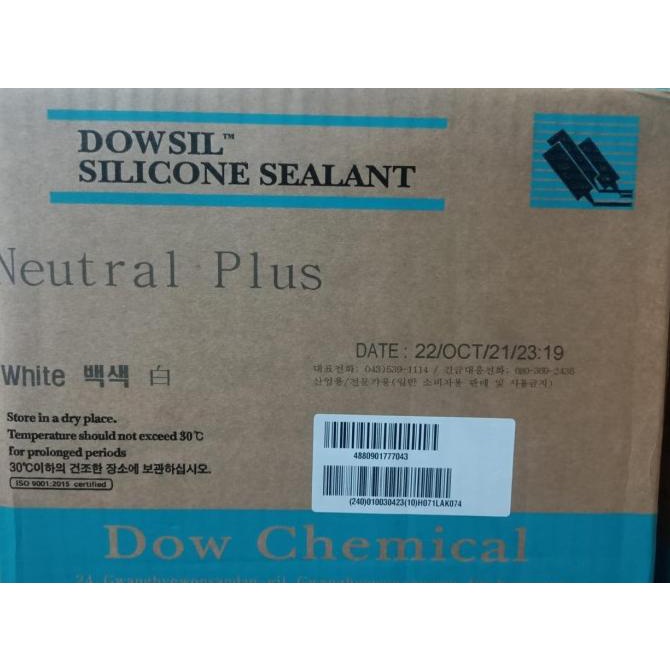 DOWSIL™
SILICONE SEALANT
Neutral Plus
DATE : 22/OCT/21/23:19
White 백색 白
대표전화: 043)539-1114 / 긴급대응전화: 080-389-2436
산업용/전문가용(일반 소비자용 판매 및 사용금지)
Store in a dry place.
Temperature should not exceed 30℃
for prolonged periods
30℃이하의 건조한 장소에 보관하십시오.
ISO 9001:2015 certified
4880901777043
(240)010030423(10)H071LAK074
Dow Chemical
24